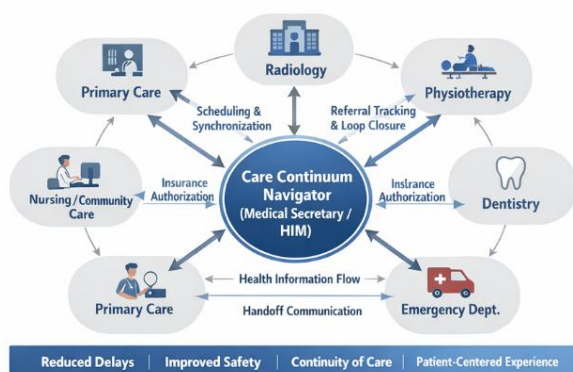 Radiology
Primary Care
Physiotherapy
Scheduling &
Synchronization
Referral Tracking
& Loop Closure
Care Continuum
Navigator
(Medical Secretary /
HIM)
Nursing / Community
Care
Insurance
Authorization
Inslrance
Authorization
Dentistry
Primary Care
Health Information Flow
Handoff Communication
Emergency Dept.
Reduced Delays | Improved Safety | Continuity of Care | Patient-Centered Experience